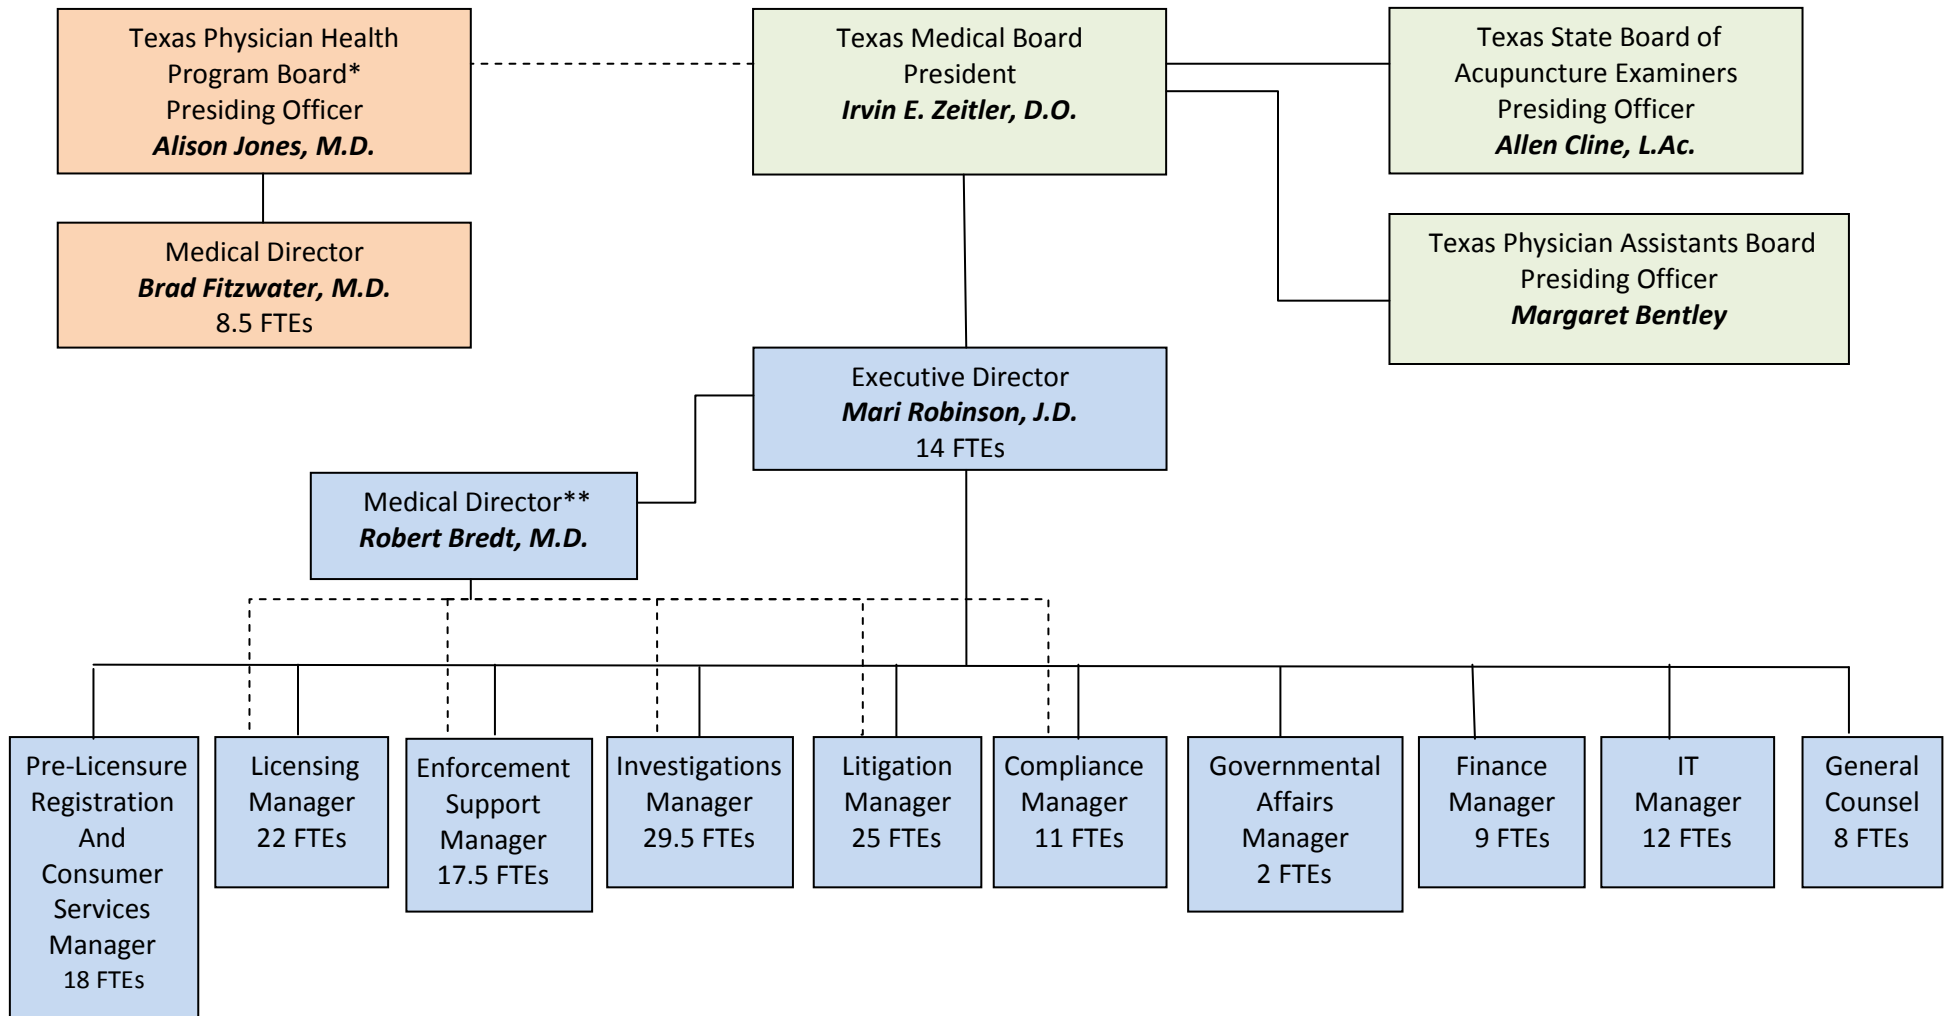 Texas Physician Health
Program Board*
Presiding Officer
Alison Jones, M.D.
Texas Medical Board
President
Irvin E. Zeitler, D.O.
Texas State Board of
Acupuncture Examiners
Presiding Officer
Allen Cline, L.Ac.
Medical Director
Brad Fitzwater, M.D.
8.5 FTEs
Texas Physician Assistants Board
Presiding Officer
Margaret Bentley
Executive Director
Mari Robinson, J.D.
14 FTEs
Medical Director**
Robert Bredt, M.D.
Pre-Licensure
Registration
And
Consumer
Services
Manager
18 FTEs
Licensing
Manager
22 FTEs
Enforcement
Support
Manager
17.5 FTEs
Investigations
Manager
29.5 FTEs
Litigation
Manager
25 FTEs
Compliance
Manager
11 FTEs
Governmental
Affairs
Manager
2 FTEs
Finance
Manager
9 FTEs
IT
Manager
12 FTEs
General
Counsel
8 FTEs